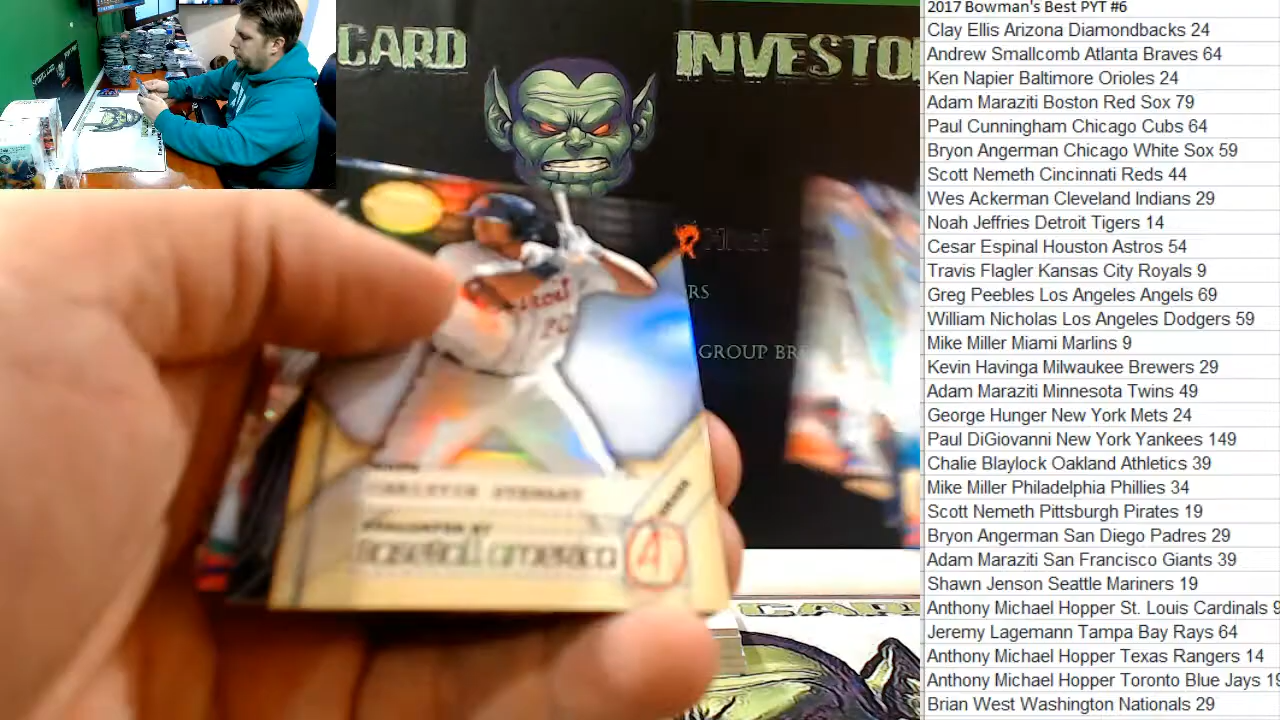 CARD INVESTO
RS
GROUP BR
EVALUATED BY
baseball america
CARD
2017 Bowman's Best PYT #6
Clay Ellis Arizona Diamondbacks 24
Andrew Smallcomb Atlanta Braves 64
Ken Napier Baltimore Orioles 24
Adam Maraziti Boston Red Sox 79
Paul Cunningham Chicago Cubs 64
Bryon Angerman Chicago White Sox 59
Scott Nemeth Cincinnati Reds 44
Wes Ackerman Cleveland Indians 29
Noah Jeffries Detroit Tigers 14
Cesar Espinal Houston Astros 54
Travis Flagler Kansas City Royals 9
Greg Peebles Los Angeles Angels 69
William Nicholas Los Angeles Dodgers 59
Mike Miller Miami Marlins 9
Kevin Havinga Milwaukee Brewers 29
Adam Maraziti Minnesota Twins 49
George Hunger New York Mets 24
Paul DiGiovanni New York Yankees 149
Chalie Blaylock Oakland Athletics 39
Mike Miller Philadelphia Phillies 34
Scott Nemeth Pittsburgh Pirates 19
Bryon Angerman San Diego Padres 29
Adam Maraziti San Francisco Giants 39
Shawn Jenson Seattle Mariners 19
Anthony Michael Hopper St. Louis Cardinals 9
Jeremy Lagemann Tampa Bay Rays 64
Anthony Michael Hopper Texas Rangers 14
Anthony Michael Hopper Toronto Blue Jays 19
Brian West Washington Nationals 29